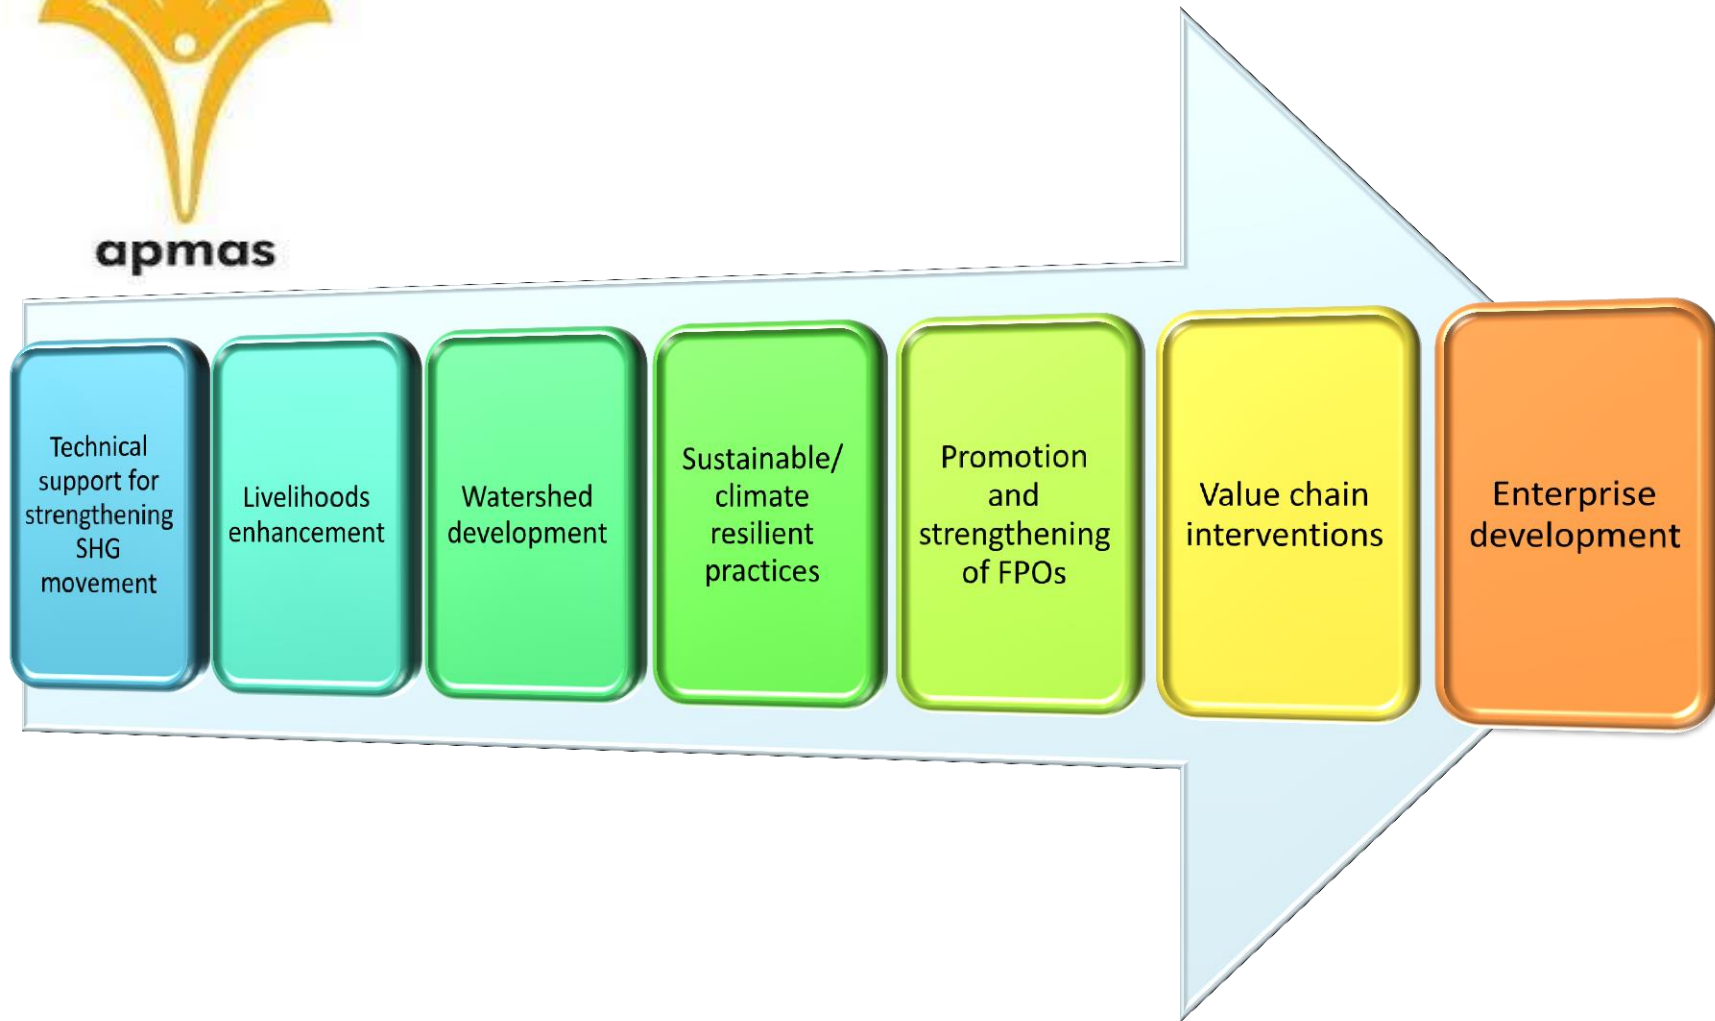 apmas
Technical
support for
strengthening
SHG
movement
Livelihoods
enhancement
Watershed
development
Sustainable/
climate
resilient
practices
Promotion
and
strengthening
of FPOs
Value chain
interventions
Enterprise
development